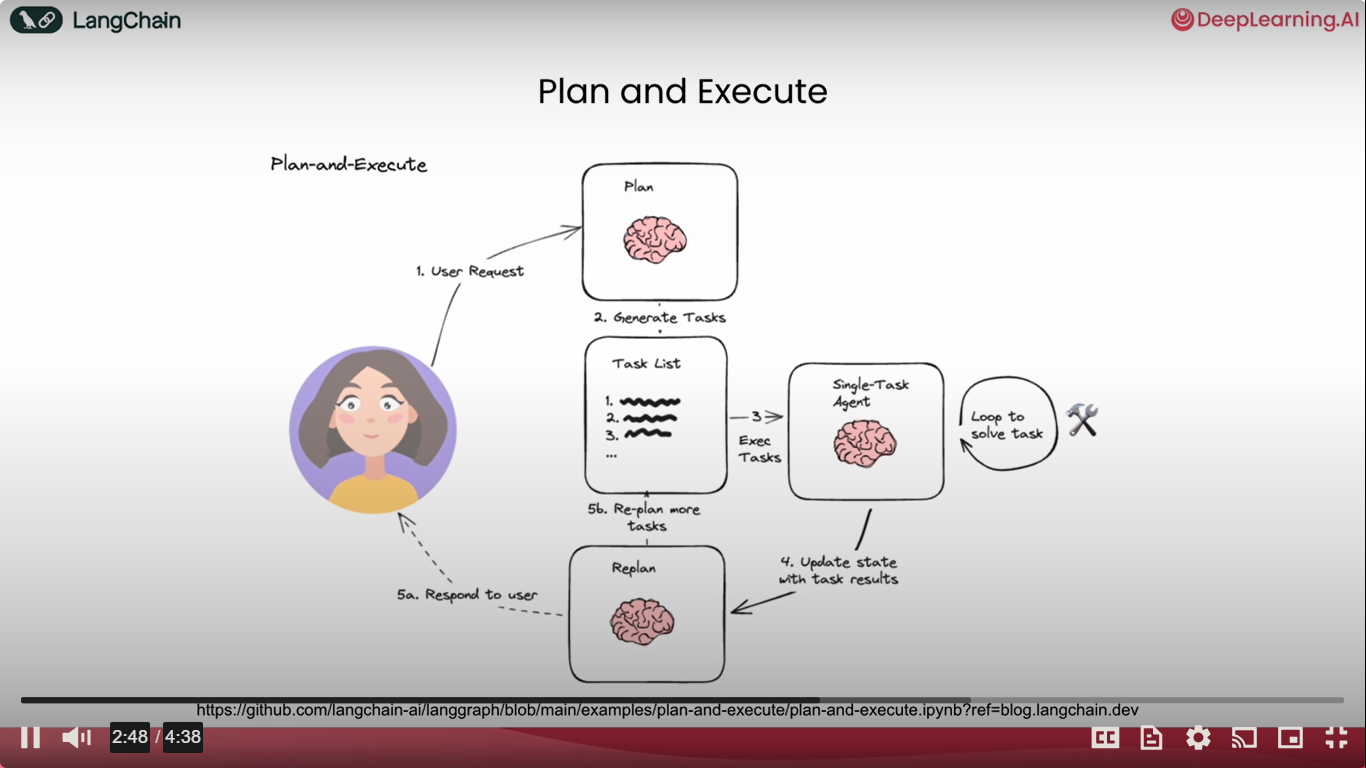 LangChain
DeepLearning.AI
Plan and Execute
Plan-and-Execute
Plan
1. User Request
2. Generate Tasks
Task List
1.
2.
3.
...
3
Exec
Tasks
Single-Task
Agent
Loop to
solve task
5b. Re-plan more
tasks
Replan
4. Update state
with task results
5a. Respond to user
https://github.com/langchain-ai/langgraph/blob/main/examples/plan-and-execute/plan-and-execute.ipynb?ref=blog.langchain.dev
2:48 / 4:38
CC